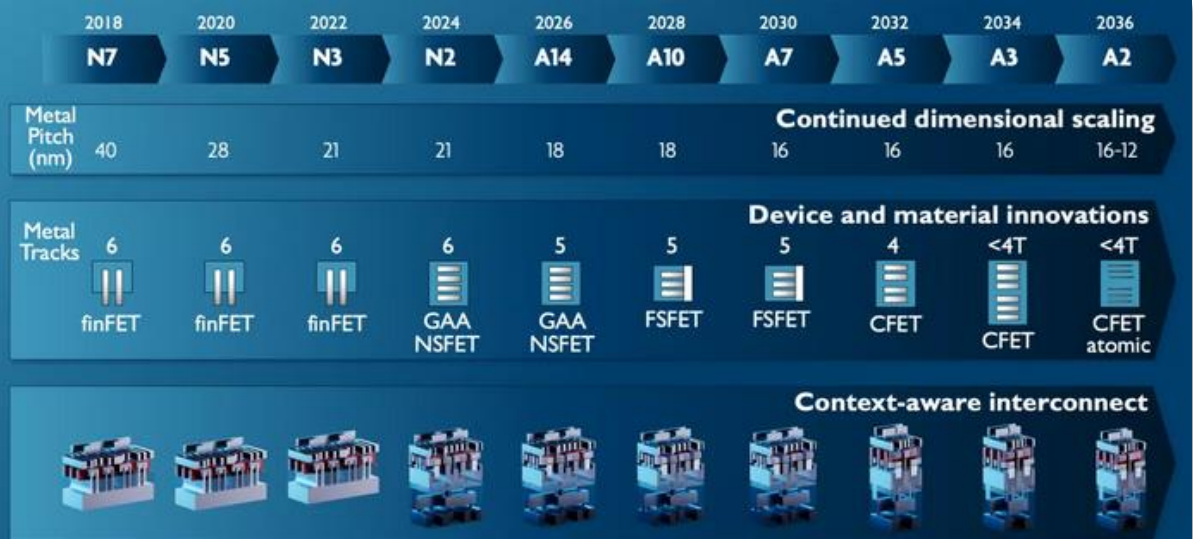 2018 2020 2022 2024 2026 2028 2030 2032 2034 2036
N7 N5 N3 N2 A14 A10 A7 A5 A3 A2
Continued dimensional scaling
Metal
Pitch
(nm) 40 28 21 21 18 18 16 16 16 16-12
Device and material innovations
Metal
Tracks 6 6 6 6 5 5 5 4 <4T <4T
finFET finFET finFET GAA GAA FSFET FSFET CFET CFET CFET
NSFET NSFET atomic
Context-aware interconnect